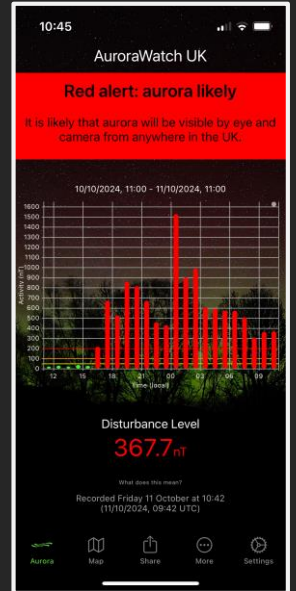 10:45
AuroraWatch UK
Red alert: aurora likely
It is likely that aurora will be visible by eye and
camera from anywhere in the UK.
10/10/2024, 11:00 - 11/10/2024, 11:00
Activity (nT)
1600
1500
1400
1300
1200
1100
1000
900
800
700
600
500
400
300
200
100
0
12 15 18 21 00 03 06 09
Time (local)
Disturbance Level
367.7nT
What does this mean?
Recorded Friday 11 October at 10:42
(11/10/2024, 09:42 UTC)
Aurora Map Share More Settings